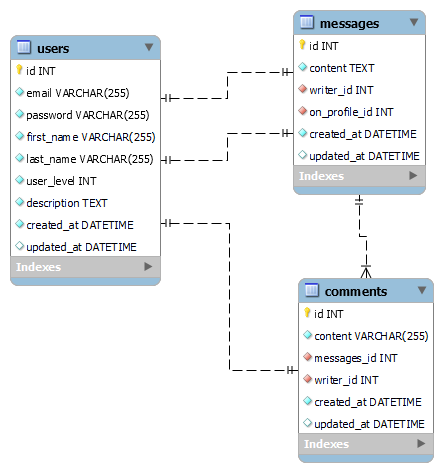 users
id INT
email VARCHAR(255)
password VARCHAR(255)
first_name VARCHAR(255)
last_name VARCHAR(255)
user_level INT
description TEXT
created_at DATETIME
updated_at DATETIME
Indexes
messages
id INT
content TEXT
writer_id INT
on_profile_id INT
created_at DATETIME
updated_at DATETIME
Indexes
comments
id INT
content VARCHAR(255)
messages_id INT
writer_id INT
created_at DATETIME
updated_at DATETIME
Indexes